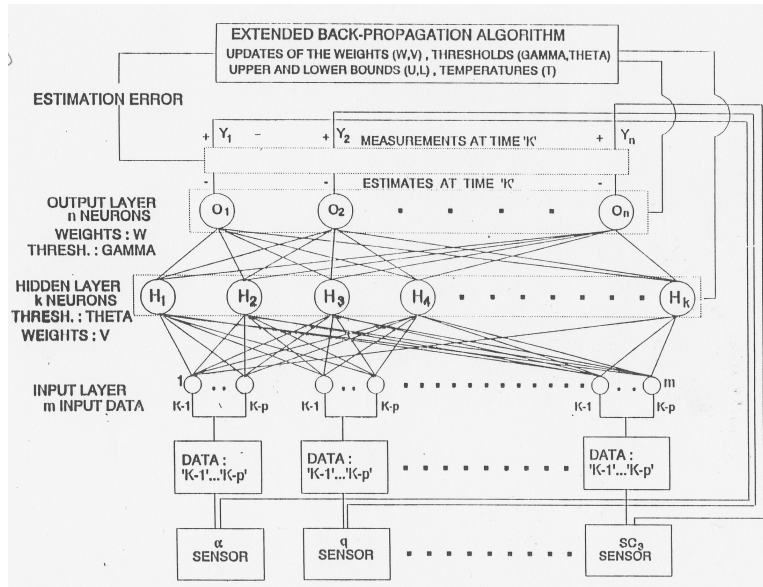 EXTENDED BACK-PROPAGATION ALGORITHM
UPDATES OF THE WEIGHTS (W,V) , THRESHOLDS (GAMMA,THETA)
UPPER AND LOWER BOUNDS (U,L) , TEMPERATURES (T)
ESTIMATION ERROR
+ Y1 - + Y2 + Yn
MEASUREMENTS AT TIME 'K'
- - ESTIMATES AT TIME 'K' -
OUTPUT LAYER
n NEURONS
WEIGHTS : W
THRESH. : GAMMA
O1 O2 . . . . On
HIDDEN LAYER
k NEURONS
THRESH. : THETA
WEIGHTS : V
H1 H2 H3 H4 . . . . . . . Hk
INPUT LAYER
m INPUT DATA
1 m
K-1 K-p K-1 K-p K-1 K-p
DATA :
'K-1'...'K-p'
DATA :
'K-1'...'K-p'
DATA :
'K-1'...'K-p'
α
SENSOR
q
SENSOR
SC3
SENSOR